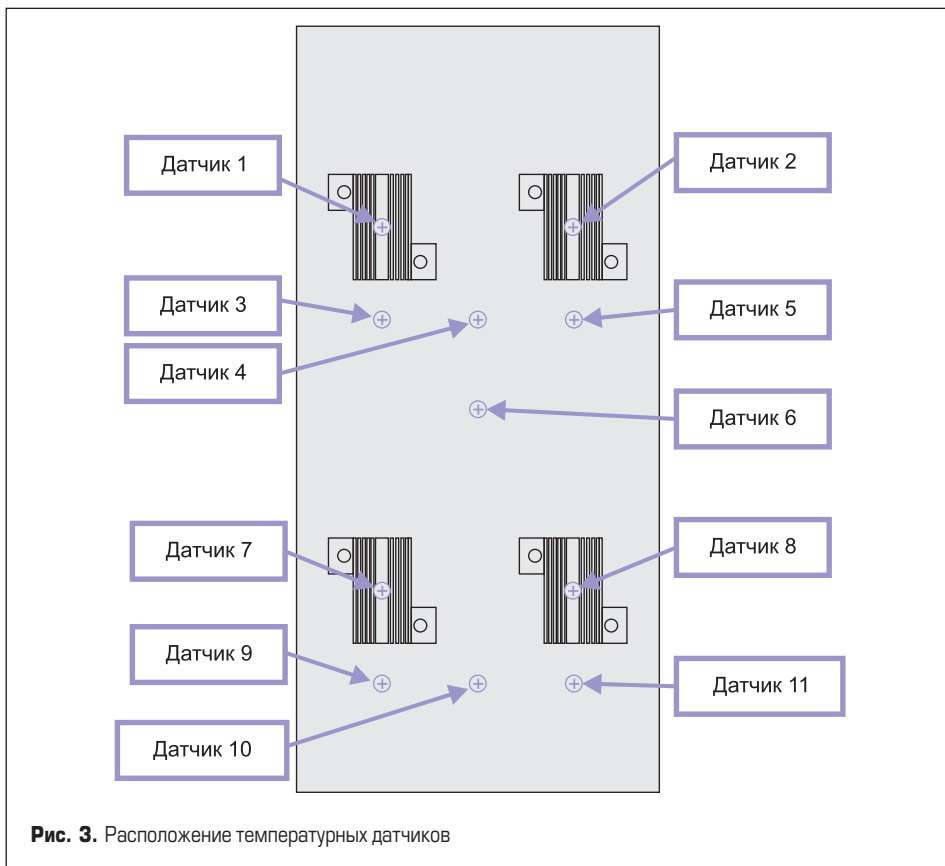 Датчик 1
Датчик 2
Датчик 3
Датчик 5
Датчик 4
Датчик 6
Датчик 7
Датчик 8
Датчик 9
Датчик 11
Датчик 10
Рис. 3. Расположение температурных датчиков